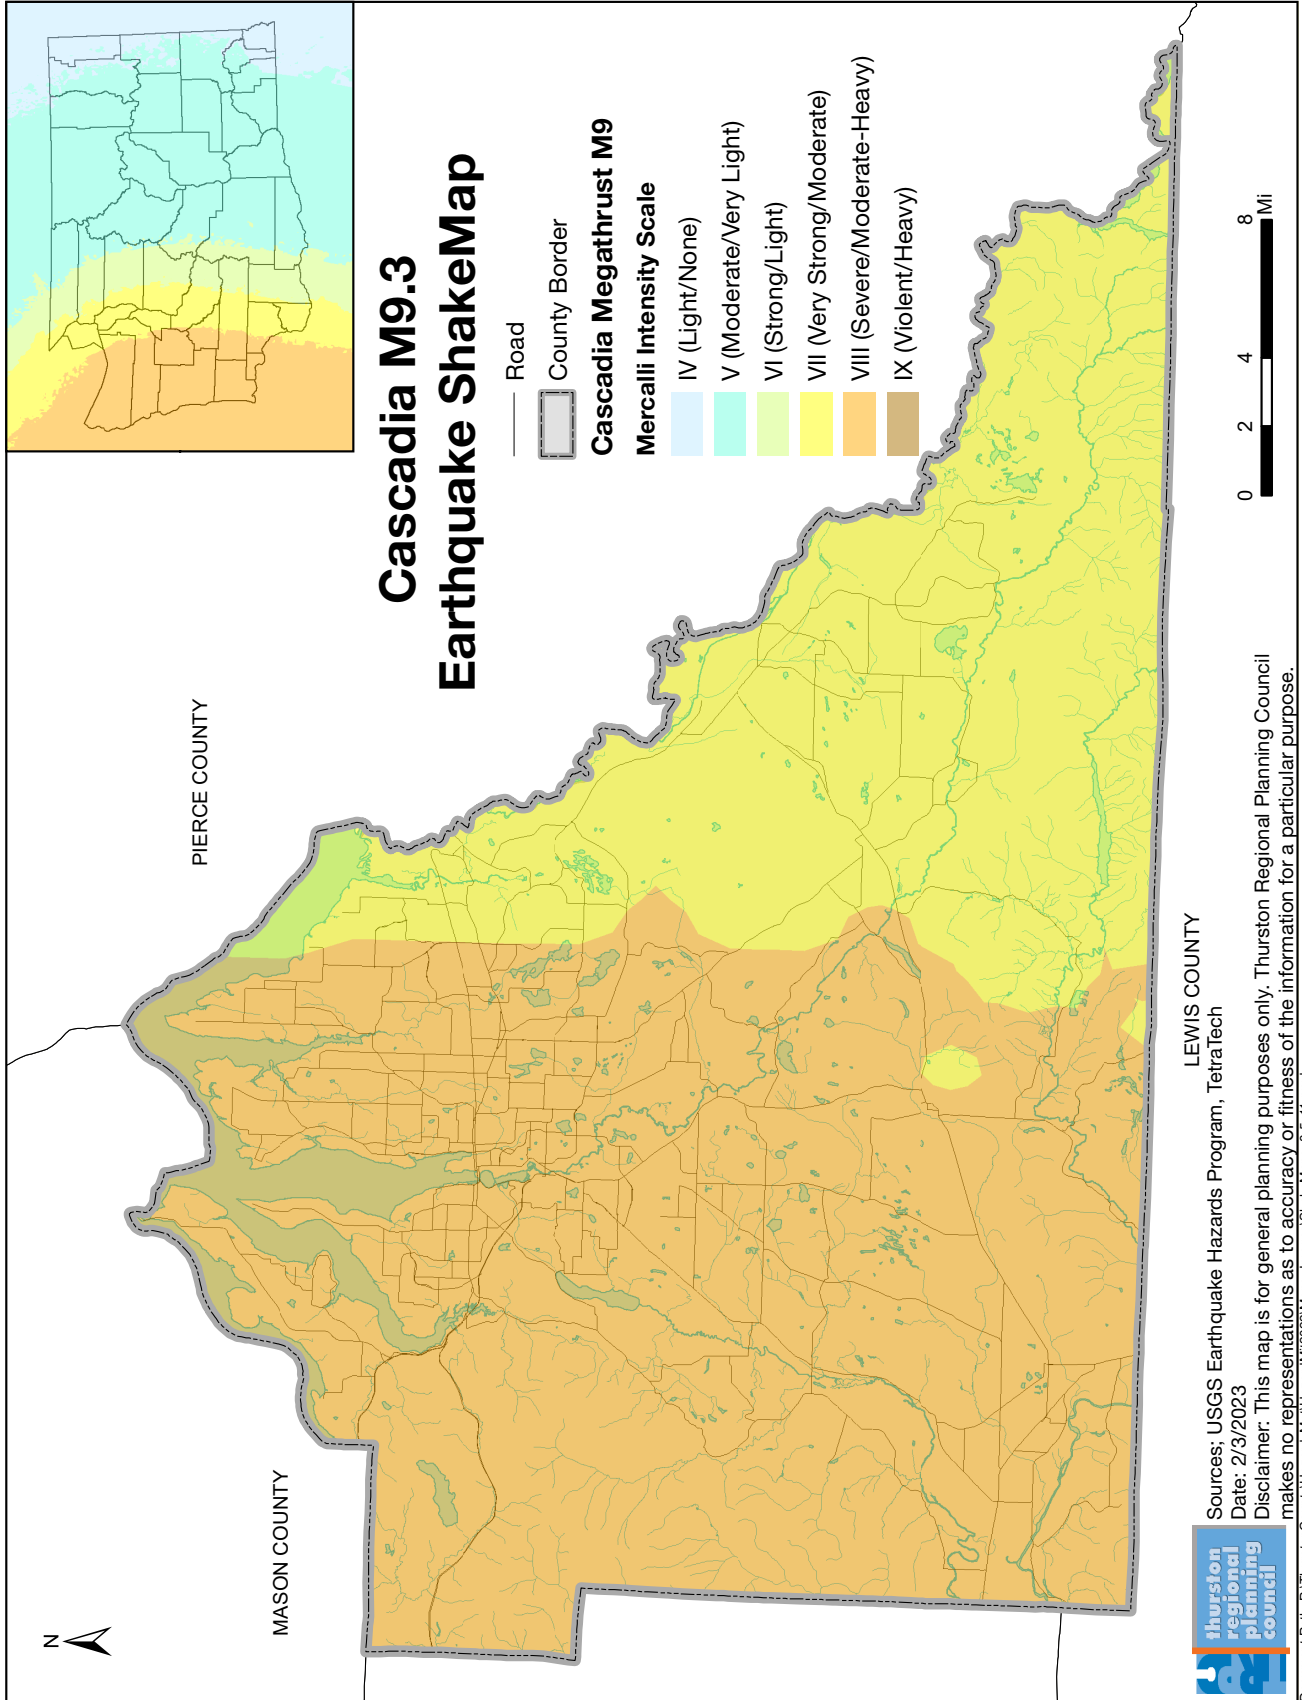 N
MASON COUNTY
PIERCE COUNTY
LEWIS COUNTY
Cascadia M9.3
Earthquake ShakeMap
Road
County Border
Cascadia Megathrust M9
Mercalli Intensity Scale
IV (Light/None)
V (Moderate/Very Light)
VI (Strong/Light)
VII (Very Strong/Moderate)
VIII (Severe/Moderate-Heavy)
IX (Violent/Heavy)
0 2 4 8
Mi
thurston
regional
planning
council
Sources; USGS Earthquake Hazards Program, TetraTech
Date: 2/3/2023
Disclaimer: This map is for general planning purposes only. Thurston Regional Planning Council
makes no representations as to accuracy or fitness of the information for a particular purpose.